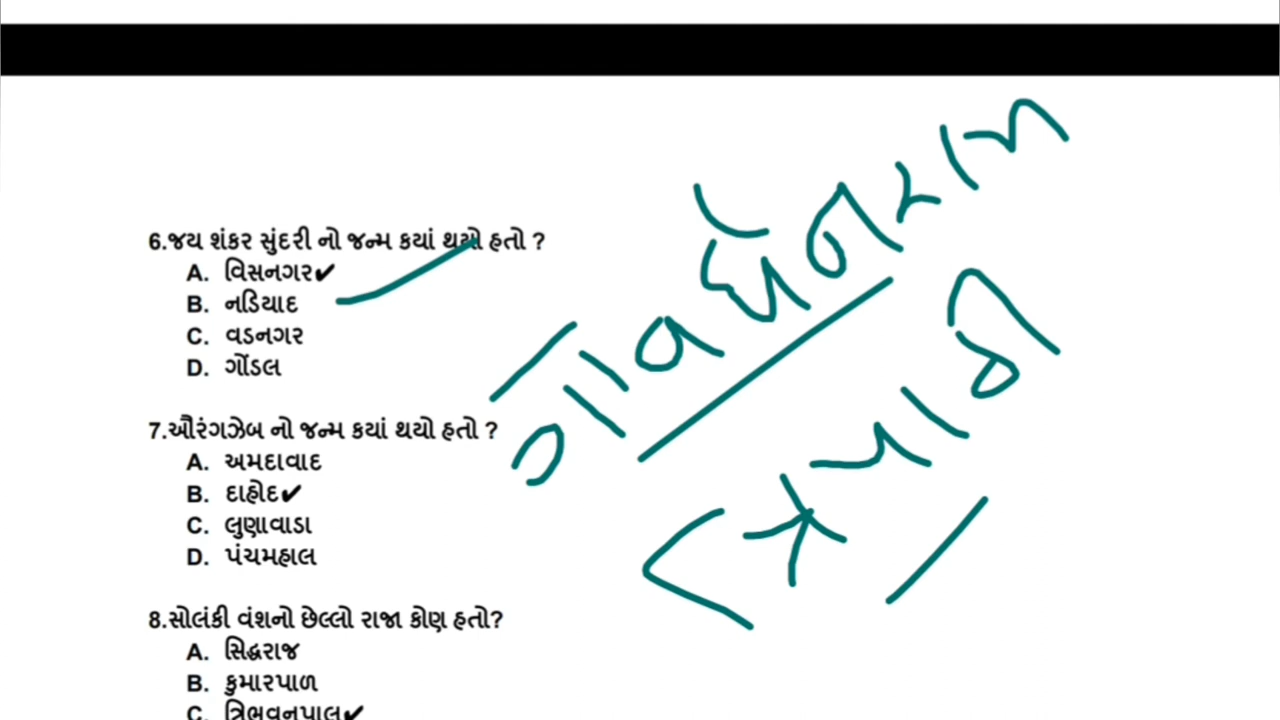 6.જય શંકર સુંદરી નો જન્મ કયાં થયો હતો ?
A. વિસનગર✔
B. નડિયાદ
C. વડનગર
D. ગોંડલ
7.ઔરંગઝેબ નો જન્મ કયાં થયો હતો ?
A. અમદાવાદ
B. દાહોદ✔
C. લુણાવાડા
D. પંચમહાલ
8.સોલંકી વંશનો છેલ્લો રાજા કોણ હતો?
A. સિદ્ધરાજ
B. કુમારપાળ
C. ત્રિભુવનપાલ✔
ગોવર્ધનરામ